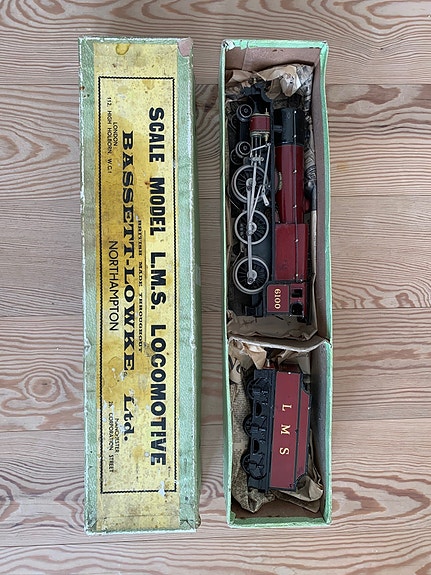 SCALE MODEL L.M.S. LOCOMOTIVE
BRITISH MADE THROUGHOUT
BASSETT-LOWKE Ltd.
LONDON
112, HIGH HOLBORN, W.C.1
NORTHAMPTON
MANCHESTER
28, CORPORATION STREET
6100
L M S